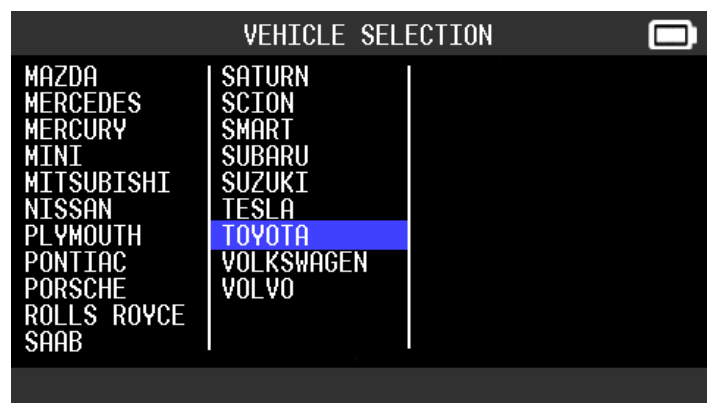 VEHICLE SELECTION
MAZDA
MERCEDES
MERCURY
MINI
MITSUBISHI
NISSAN
PLYMOUTH
PONTIAC
PORSCHE
ROLLS ROYCE
SAAB
SATURN
SCION
SMART
SUBARU
SUZUKI
TESLA
TOYOTA
VOLKSWAGEN
VOLVO